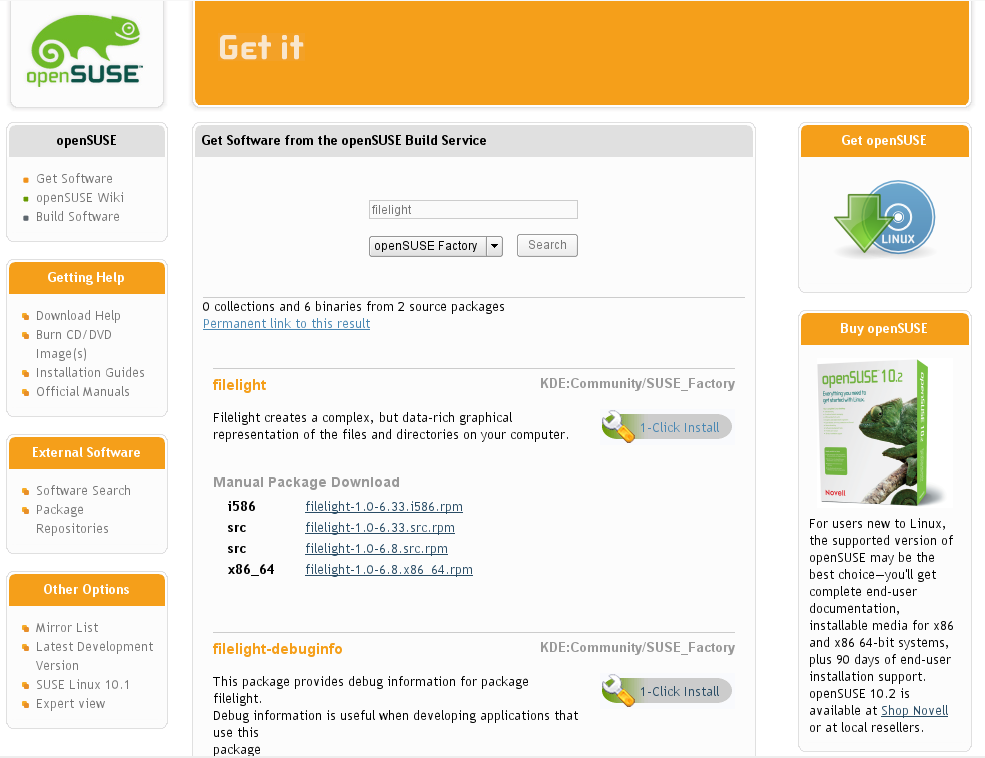 openSUSE™
Get it
openSUSE
Get Software
openSUSE Wiki
Build Software
Getting Help
Download Help
Burn CD/DVD
Image(s)
Installation Guides
Official Manuals
External Software
Software Search
Package
Repositories
Other Options
Mirror List
Latest Development
Version
SUSE Linux 10.1
Expert view
Get Software from the openSUSE Build Service
filelight
openSUSE Factory
Search
0 collections and 6 binaries from 2 source packages
Permanent link to this result
filelight
KDE:Community/SUSE_Factory
Filelight creates a complex, but data-rich graphical
representation of the files and directories on your computer.
1-Click Install
Manual Package Download
i586 filelight-1.0-6.33.i586.rpm
src filelight-1.0-6.33.src.rpm
src filelight-1.0-6.8.src.rpm
x86_64 filelight-1.0-6.8.x86_64.rpm
filelight-debuginfo
KDE:Community/SUSE_Factory
This package provides debug information for package
filelight.
Debug information is useful when developing applications that
use this
package
1-Click Install
Get openSUSE
LINUX
Buy openSUSE
openSUSE 10.2
Everything you need to
get started with Linux.
openSUSE 10.2
Novell
For users new to Linux,
the supported version of
openSUSE may be the
best choice—you'll get
complete end-user
documentation,
installable media for x86
and x86 64-bit systems,
plus 90 days of end-user
installation support.
openSUSE 10.2 is
available at Shop Novell
or at local resellers.